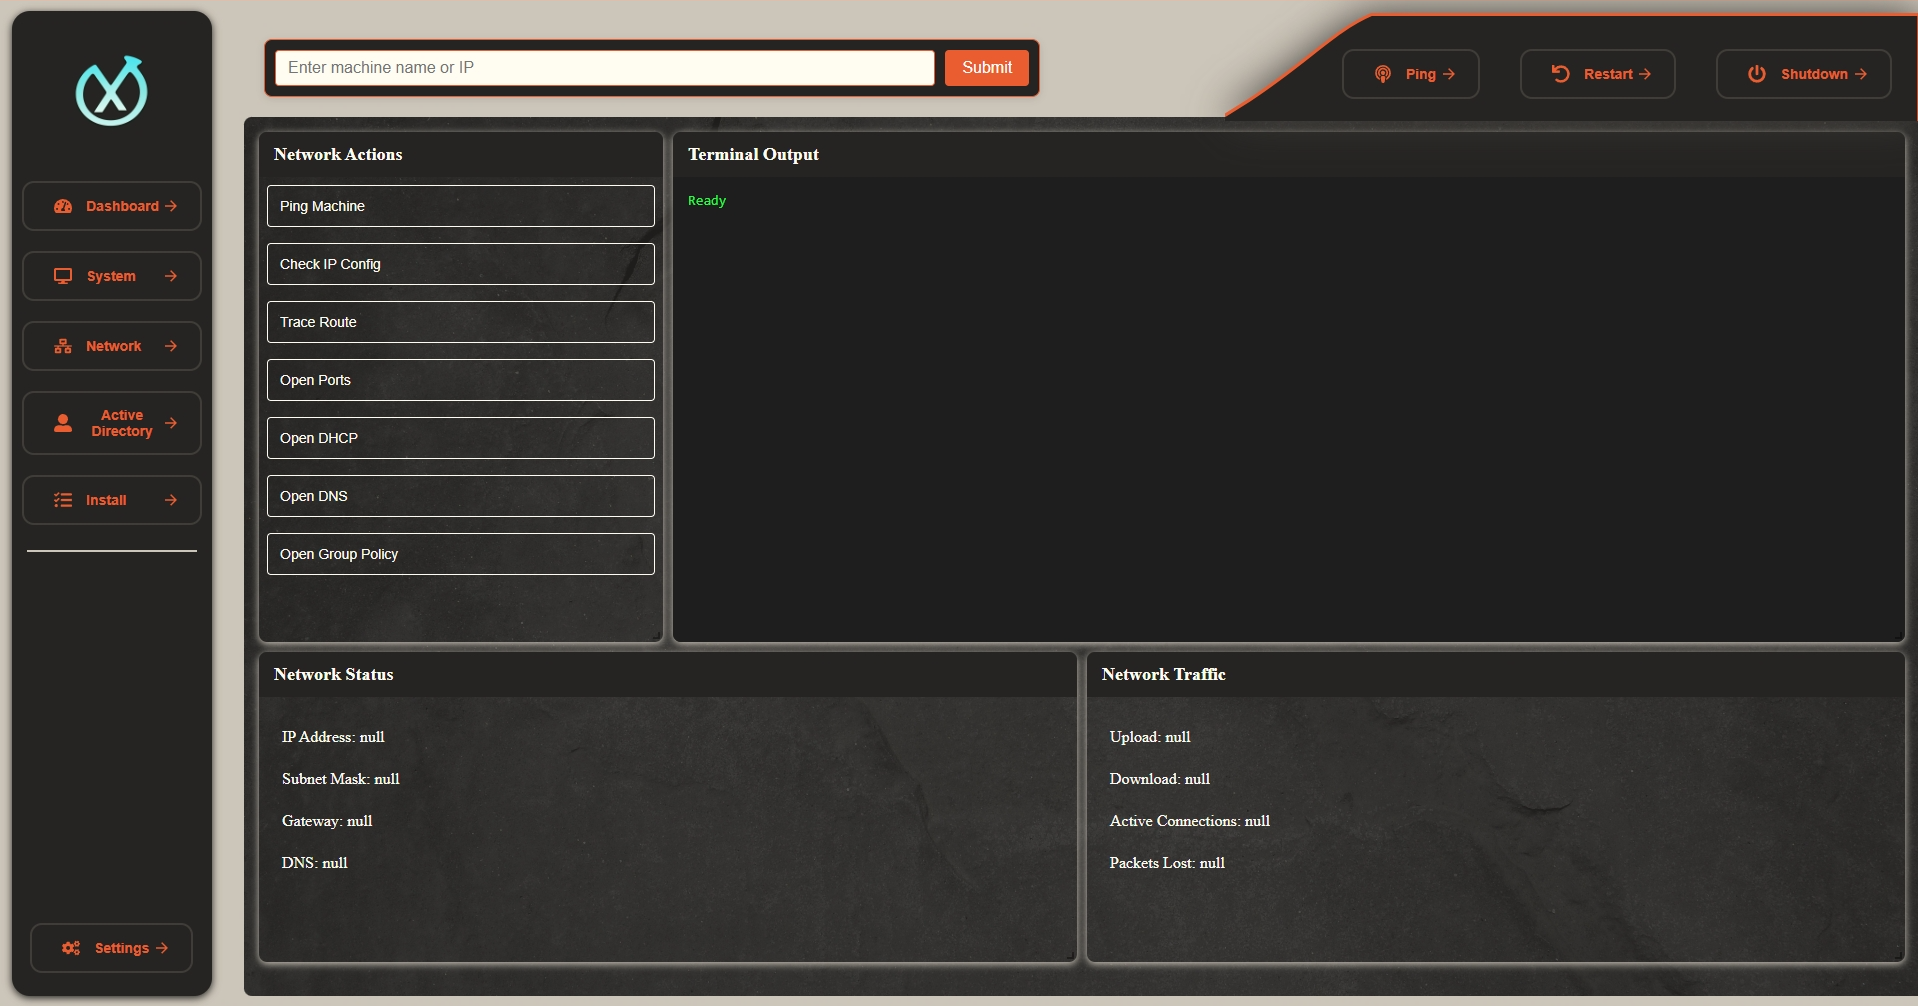 Enter machine name or IP
Submit
Ping
Restart
Shutdown
Dashboard
System
Network
Active
Directory
Install
Settings
Network Actions
Ping Machine
Check IP Config
Trace Route
Open Ports
Open DHCP
Open DNS
Open Group Policy
Terminal Output
Ready
Network Status
IP Address: null
Subnet Mask: null
Gateway: null
DNS: null
Network Traffic
Upload: null
Download: null
Active Connections: null
Packets Lost: null